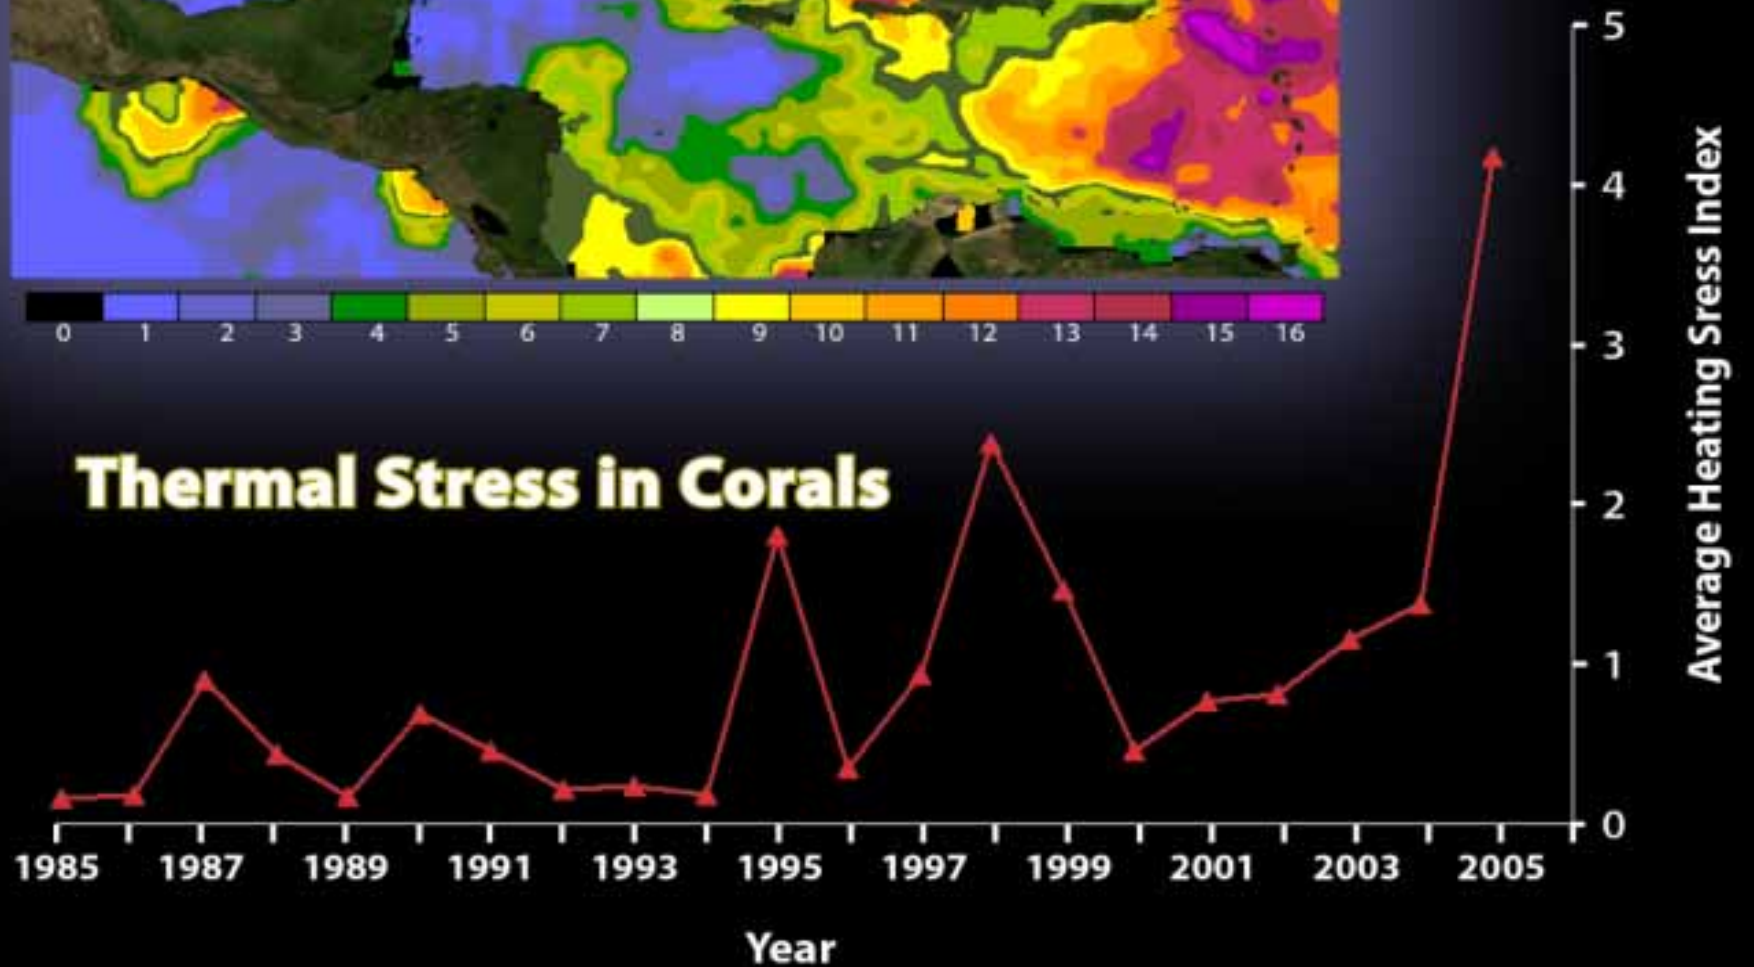 0 1 2 3 4 5 6 7 8 9 10 11 12 13 14 15 16
Thermal Stress in Corals
5
4
3
2
1
0
Average Heating Sress Index
1985 1987 1989 1991 1993 1995 1997 1999 2001 2003 2005
Year